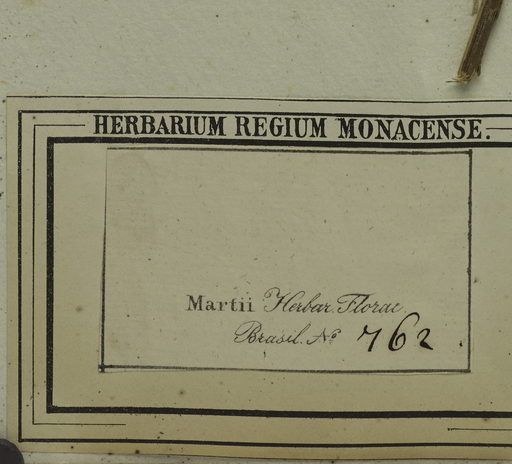 HERBARIUM REGIUM MONACENSE.
Martii Herbar. Florae
Brasil. No 762